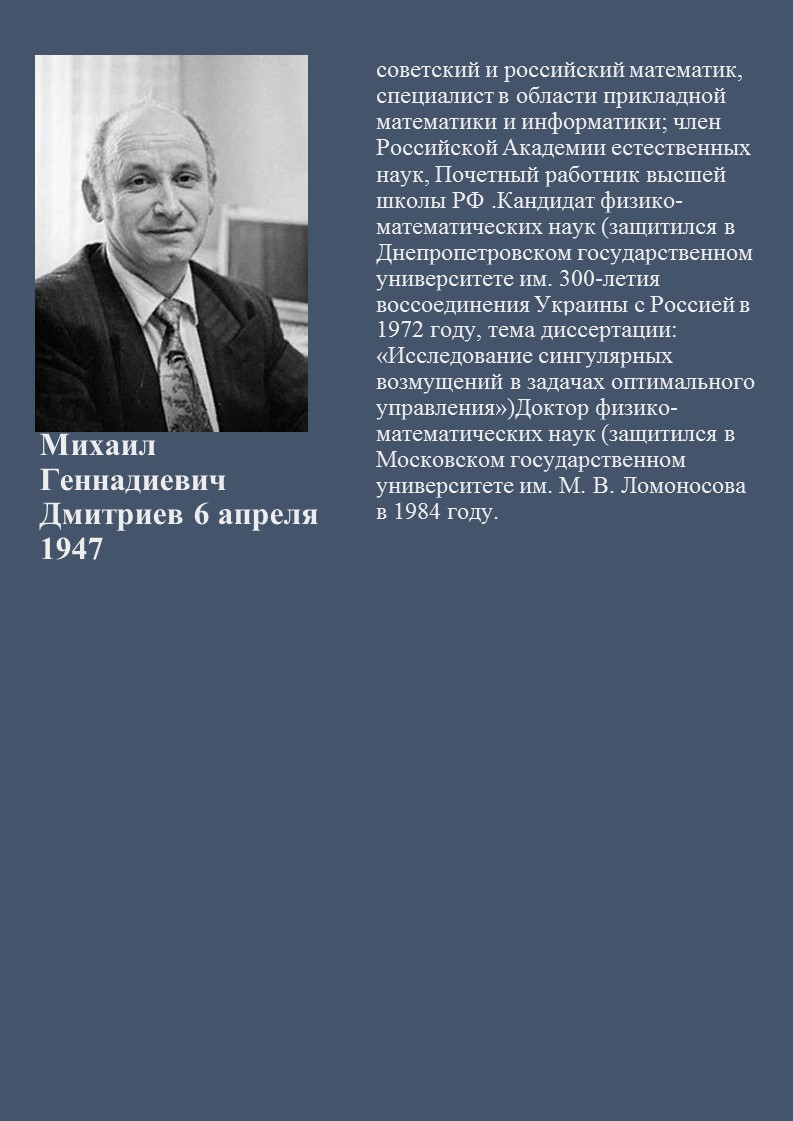 Михаил
Геннадиевич
Дмитриев 6 апреля
1947
советский и российский математик,
специалист в области прикладной
математики и информатики; член
Российской Академии естественных
наук, Почетный работник высшей
школы РФ .Кандидат физико-
математических наук (защитился в
Днепропетровском государственном
университете им. 300-летия
воссоединения Украины с Россией в
1972 году, тема диссертации:
«Исследование сингулярных
возмущений в задачах оптимального
управления»)Доктор физико-
математических наук (защитился в
Московском государственном
университете им. М. В. Ломоносова
в 1984 году.